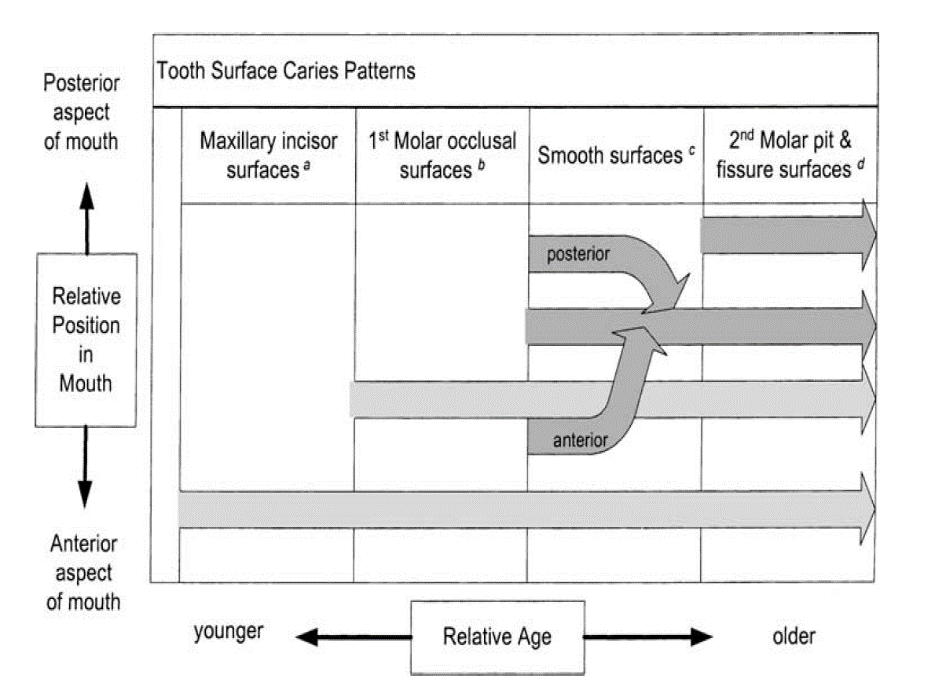 Tooth Surface Caries Patterns
Posterior
aspect
of mouth
Maxillary incisor
surfaces a
1st Molar occlusal
surfaces b
Smooth surfaces c
2nd Molar pit &
fissure surfaces d
posterior
Relative
Position
in
Mouth
anterior
Anterior
aspect
of mouth
younger
Relative Age
older